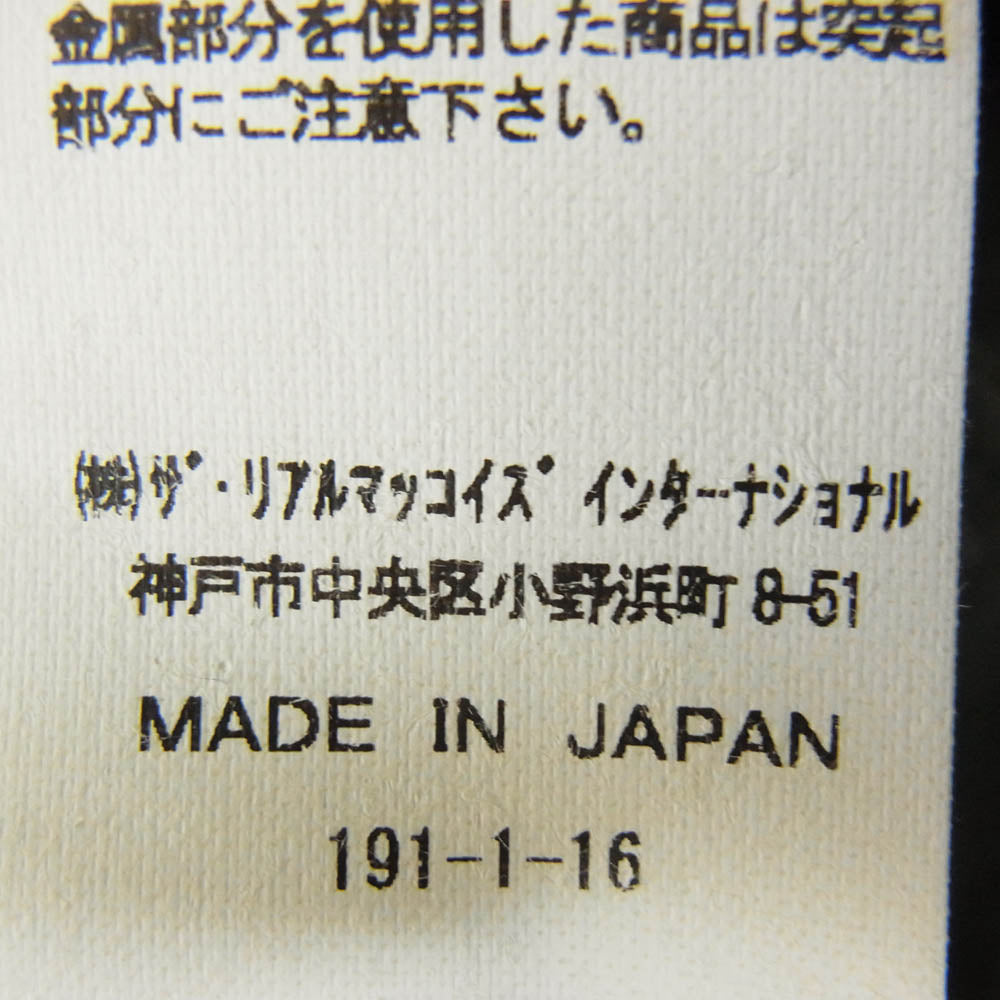 金属部分を使用した商品は突起
部分にご注意下さい。
㈱ザ・リアルマッコイズ インターナショナル
神戸市中央区小野浜町 8-51
MADE IN JAPAN
191-1-16